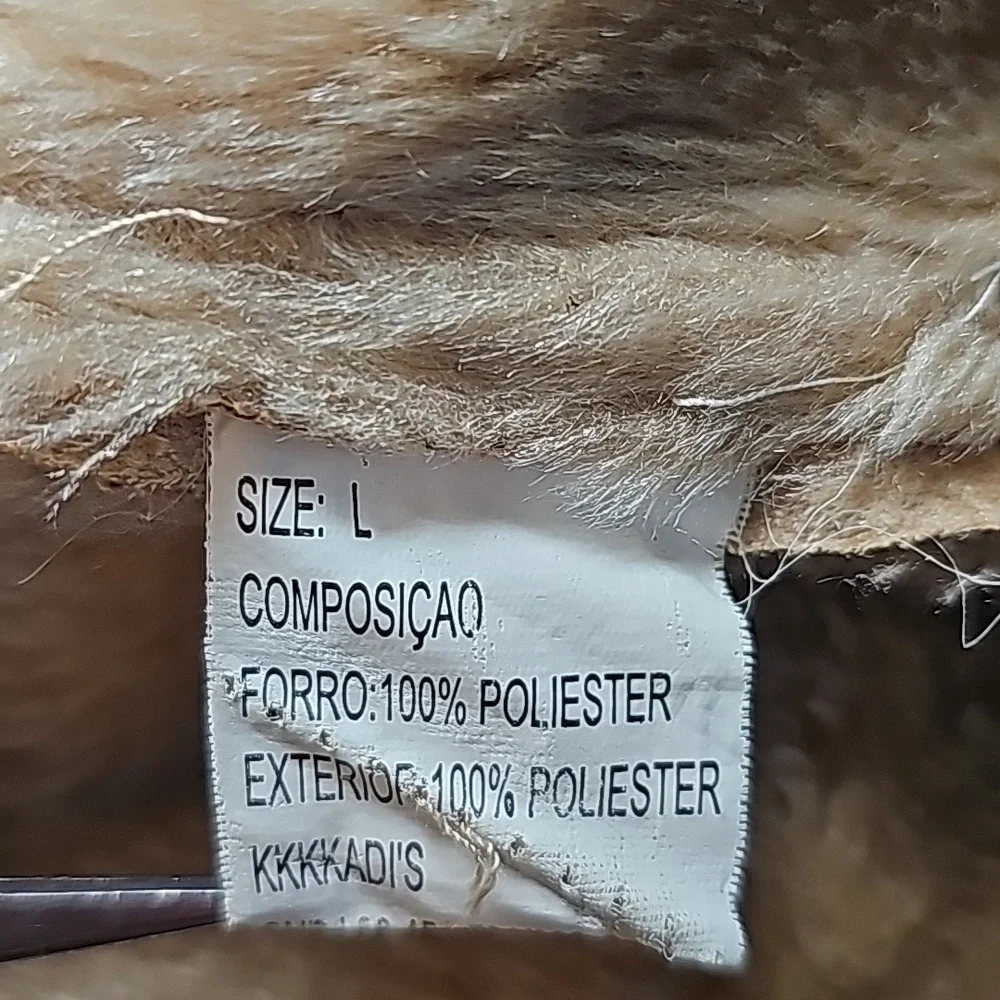 SIZE: L
COMPOSIÇAO
FORRO:100% POLIESTER
EXTERIOR:100% POLIESTER
KKKKADI'S